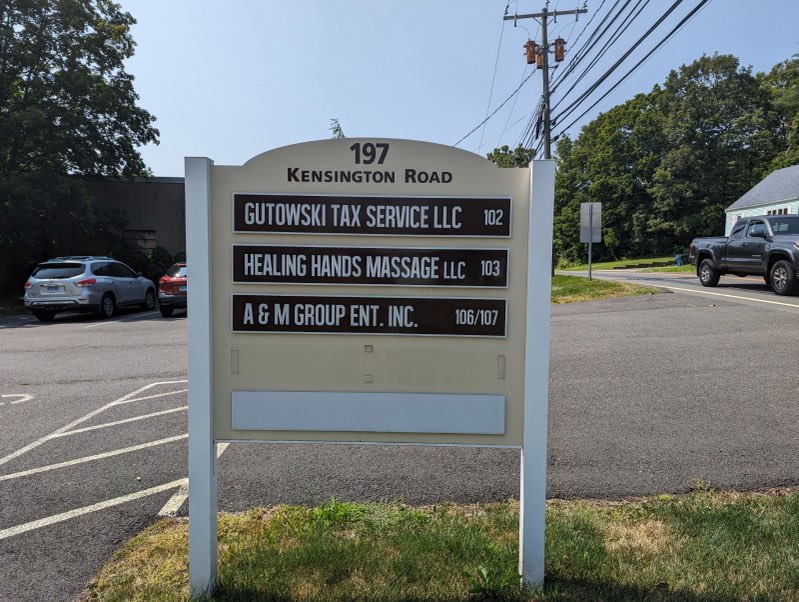 197
KENSINGTON ROAD
GUTOWSKI TAX SERVICE LLC 102
HEALING HANDS MASSAGE LLC 103
A & M GROUP ENT. INC. 106/107